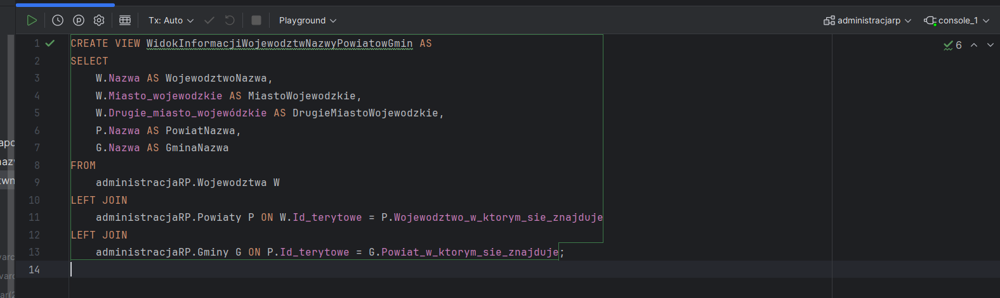 Tx: Auto
Playground
administracjarp
console_1
1 CREATE VIEW WidokInformacjiWojewodztwNazwyPowiatowGmin AS
6
2 SELECT
3 W.Nazwa AS WojewodztwoNazwa,
4 W.Miasto_wojewodzkie AS MiastoWojewodzkie,
5 W.Drugie_miasto_wojewódzkie AS DrugieMiastoWojewodzkie,
6 P.Nazwa AS PowiatNazwa,
7 G.Nazwa AS GminaNazwa
8 FROM
9 administracjaRP.Wojewodztwa W
10 LEFT JOIN
11 administracjaRP.Powiaty P ON W.Id_terytowe = P.Wojewodztwo_w_ktorym_sie_znajduje
12 LEFT JOIN
13 administracjaRP.Gminy G ON P.Id_terytowe = G.Powiat_w_ktorym_sie_znajduje;
14